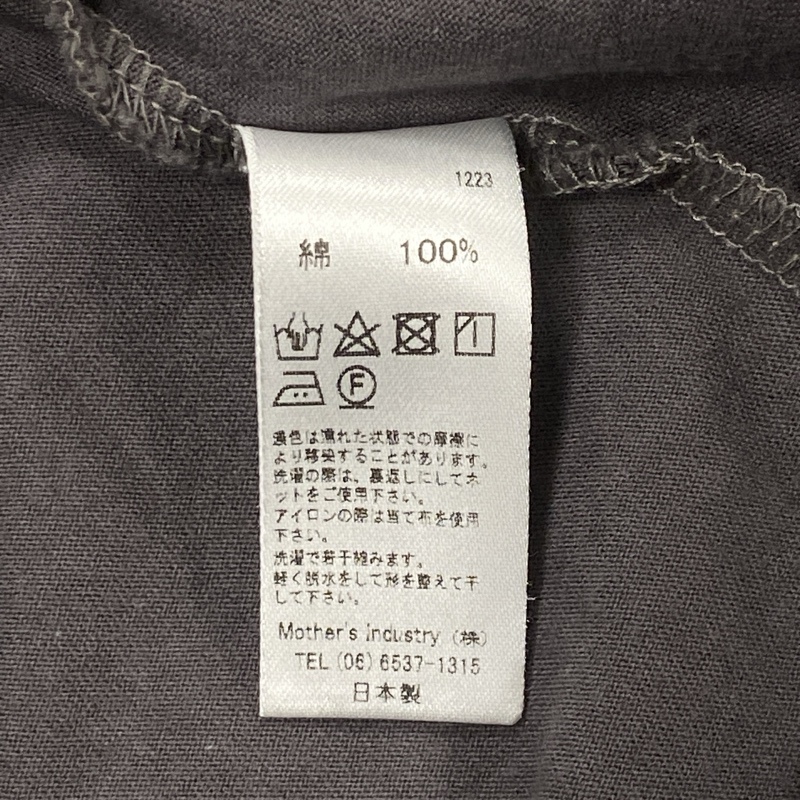 1223
綿 100%
F
濃色は濡れた状態での摩擦に
より移染することがあります。
洗濯の際は、裏返しにしてネ
ットをご使用下さい。
アイロンの際は当て布を使用
下さい。
洗濯で若干縮みます。
軽く脱水をして形を整えて干
して下さい。
Mother's Industry (株)
TEL (06) 6537-1315
日本製